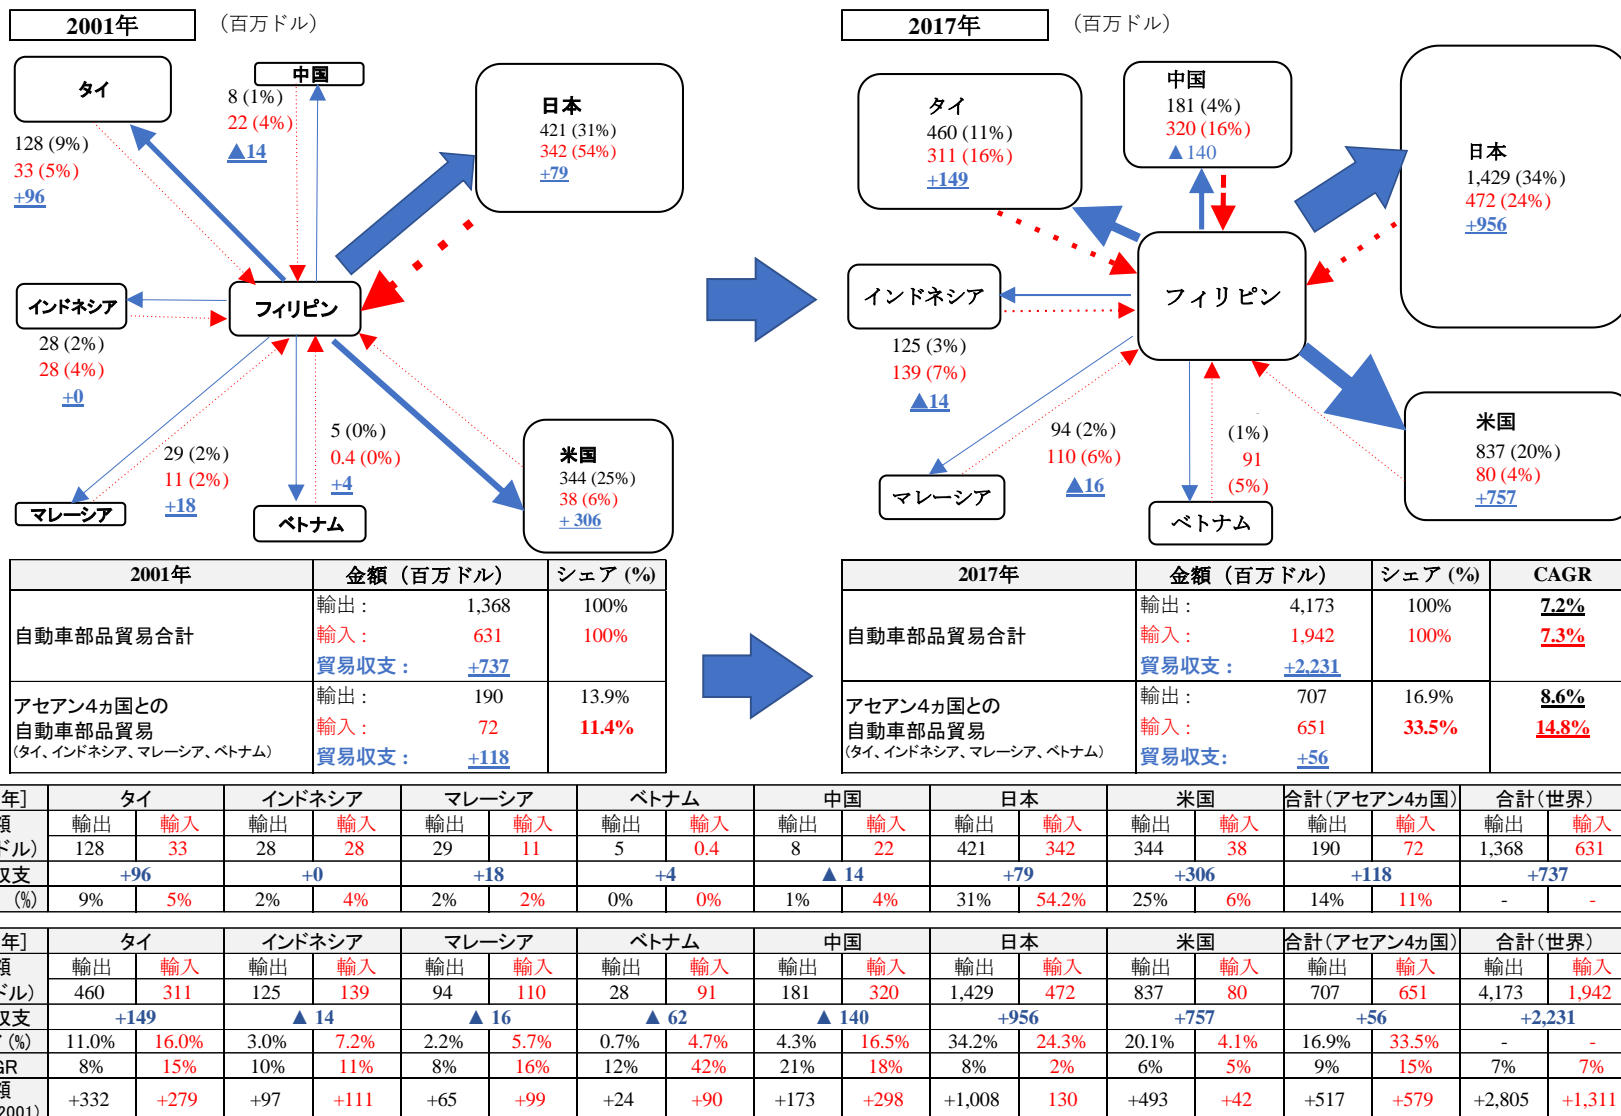 2001年 （百万ドル）
タイ
128 (9%)
33 (5%)
+96
中国
8 (1%)
22 (4%)
▲14
日本
421 (31%)
342 (54%)
+79
インドネシア
28 (2%)
28 (4%)
+0
フィリピン
マレーシア
29 (2%)
11 (2%)
+18
ベトナム
5 (0%)
0.4 (0%)
+4
米国
344 (25%)
38 (6%)
+ 306
2017年 （百万ドル）
タイ
460 (11%)
311 (16%)
+149
中国
181 (4%)
320 (16%)
▲140
日本
1,429 (34%)
472 (24%)
+956
インドネシア
125 (3%)
139 (7%)
▲14
フィリピン
マレーシア
94 (2%)
110 (6%)
▲16
ベトナム
(1%)
91
(5%)
米国
837 (20%)
80 (4%)
+757
2001年 金額（百万ドル） シェア (%)
自動車部品貿易合計
輸出： 1,368 100%
輸入： 631 100%
貿易収支： +737
アセアン4ヵ国との
自動車部品貿易
(タイ、インドネシア、マレーシア、ベトナム)
輸出： 190 13.9%
輸入： 72 11.4%
貿易収支： +118
2017年 金額（百万ドル） シェア (%) CAGR
自動車部品貿易合計
輸出： 4,173 100% 7.2%
輸入： 1,942 100% 7.3%
貿易収支： +2,231
アセアン4ヵ国との
自動車部品貿易
(タイ、インドネシア、マレーシア、ベトナム)
輸出： 707 16.9% 8.6%
輸入： 651 33.5% 14.8%
貿易収支： +56
年] タイ インドネシア マレーシア ベトナム 中国 日本 米国 合計(アセアン4ヵ国) 合計(世界)
額 輸出 輸入 輸出 輸入 輸出 輸入 輸出 輸入 輸出 輸入 輸出 輸入 輸出 輸入 輸出 輸入 輸出 輸入
ドル) 128 33 28 28 29 11 5 0.4 8 22 421 342 344 38 190 72 1,368 631
収支 +96 +0 +18 +4 ▲ 14 +79 +306 +118 +737
(%) 9% 5% 2% 4% 2% 2% 0% 0% 1% 4% 31% 54.2% 25% 6% 14% 11% - -
年] タイ インドネシア マレーシア ベトナム 中国 日本 米国 合計(アセアン4ヵ国) 合計(世界)
額 輸出 輸入 輸出 輸入 輸出 輸入 輸出 輸入 輸出 輸入 輸出 輸入 輸出 輸入 輸出 輸入 輸出 輸入
ドル) 460 311 125 139 94 110 28 91 181 320 1,429 472 837 80 707 651 4,173 1,942
収支 +149 ▲ 14 ▲ 16 ▲ 62 ▲ 140 +956 +757 +56 +2,231
(%) 11.0% 16.0% 3.0% 7.2% 2.2% 5.7% 0.7% 4.7% 4.3% 16.5% 34.2% 24.3% 20.1% 4.1% 16.9% 33.5% - -
GR 8% 15% 10% 11% 8% 16% 12% 42% 21% 18% 8% 2% 6% 5% 9% 15% 7% 7%
額 +332 +279 +97 +111 +65 +99 +24 +90 +173 +298 +1,008 130 +493 +42 +517 +579 +2,805 +1,311
2001)